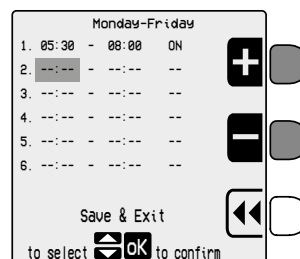 Monday-Friday
1. 05:30 - 08:00 ON
2. --:-- - --:-- --
3. --:-- - --:-- --
4. --:-- - --:-- --
5. --:-- - --:-- --
6. --:-- - --:-- --
Save & Exit
to select OK to confirm